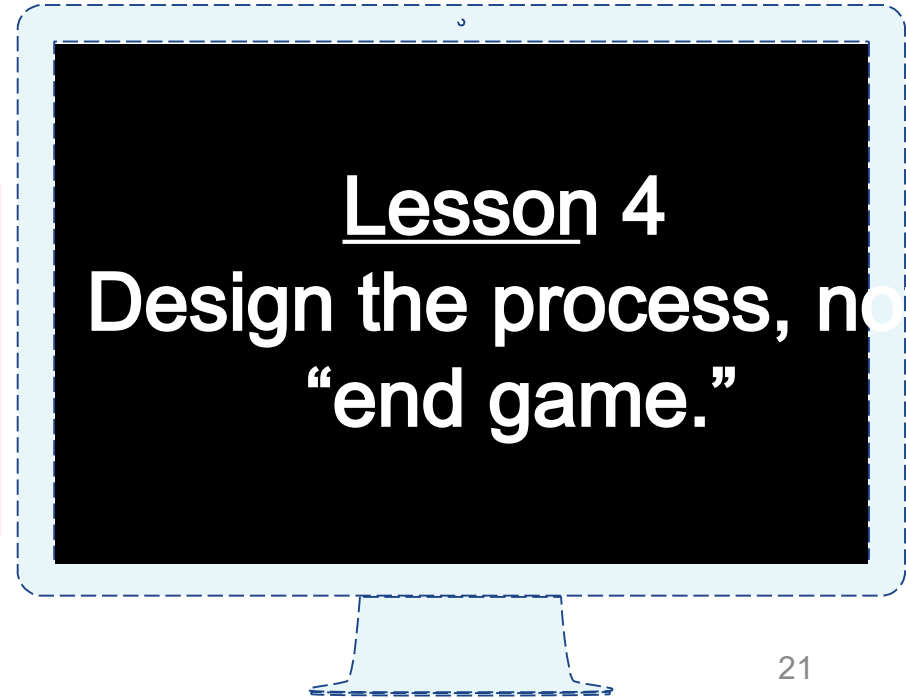 Lesson 4
Design the process, no
“end game.”
21